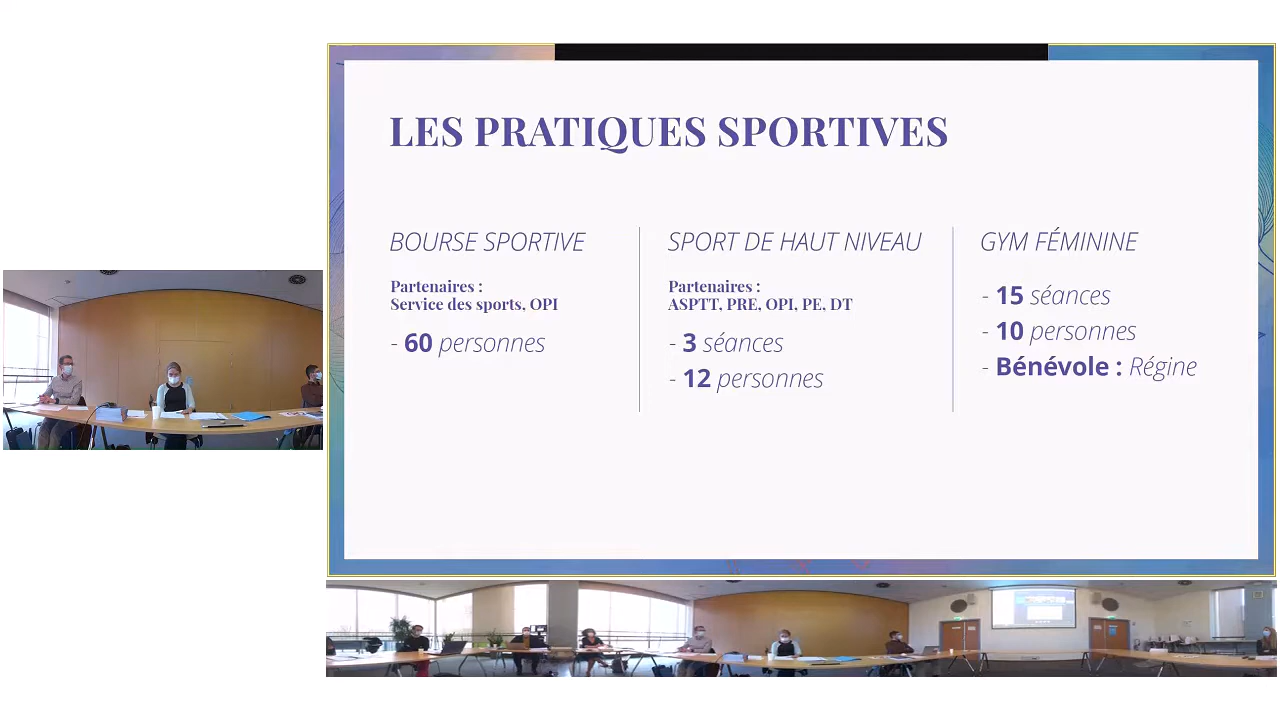 LES PRATIQUES SPORTIVES
BOURSE SPORTIVE
Partenaires :
Service des sports, OPI
- 60 personnes
SPORT DE HAUT NIVEAU
Partenaires :
ASPTT, PRE, OPI, PE, DT
- 3 séances
- 12 personnes
GYM FÉMININE
- 15 séances
- 10 personnes
- Bénévole : Régine